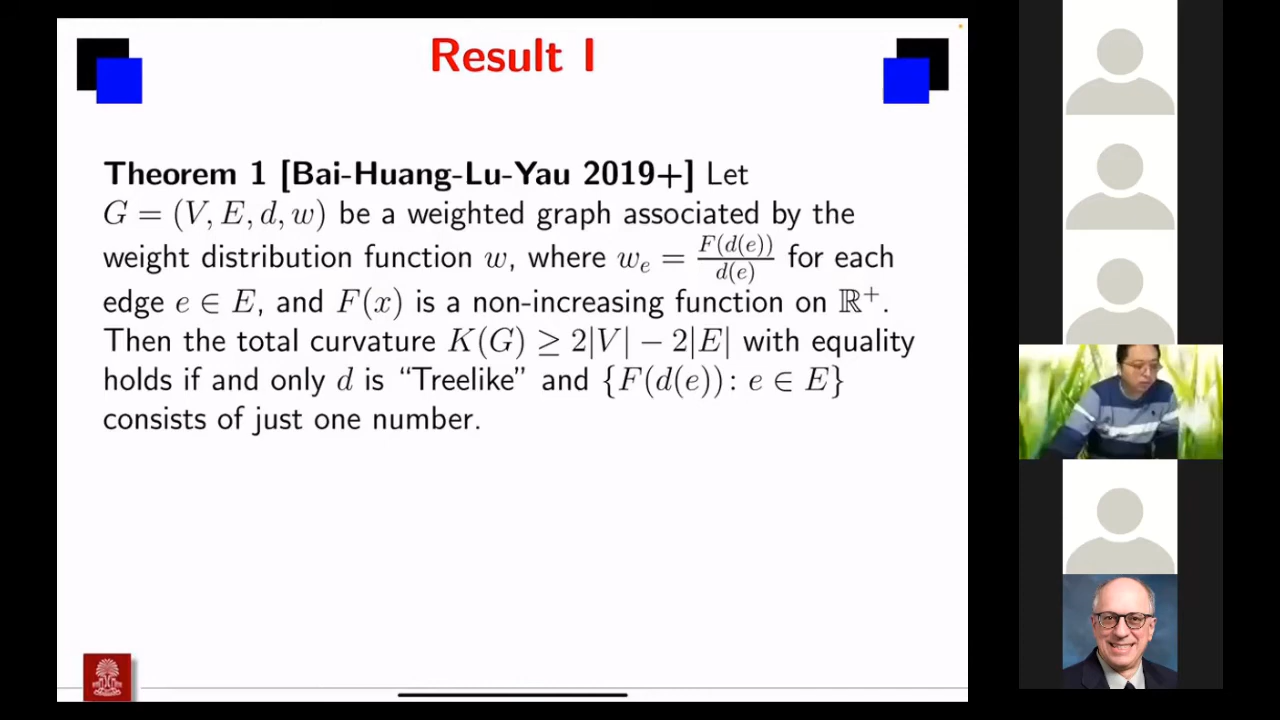 Result I
Theorem 1 [Bai-Huang-Lu-Yau 2019+] Let
G = (V, E, d, w) be a weighted graph associated by the
weight distribution function w, where wₑ = F(d(e))/d(e) for each
edge e ∈ E, and F(x) is a non-increasing function on ℝ⁺.
Then the total curvature K(G) ≥ 2|V| − 2|E| with equality
holds if and only d is “Treelike” and {F(d(e)): e ∈ E}
consists of just one number.